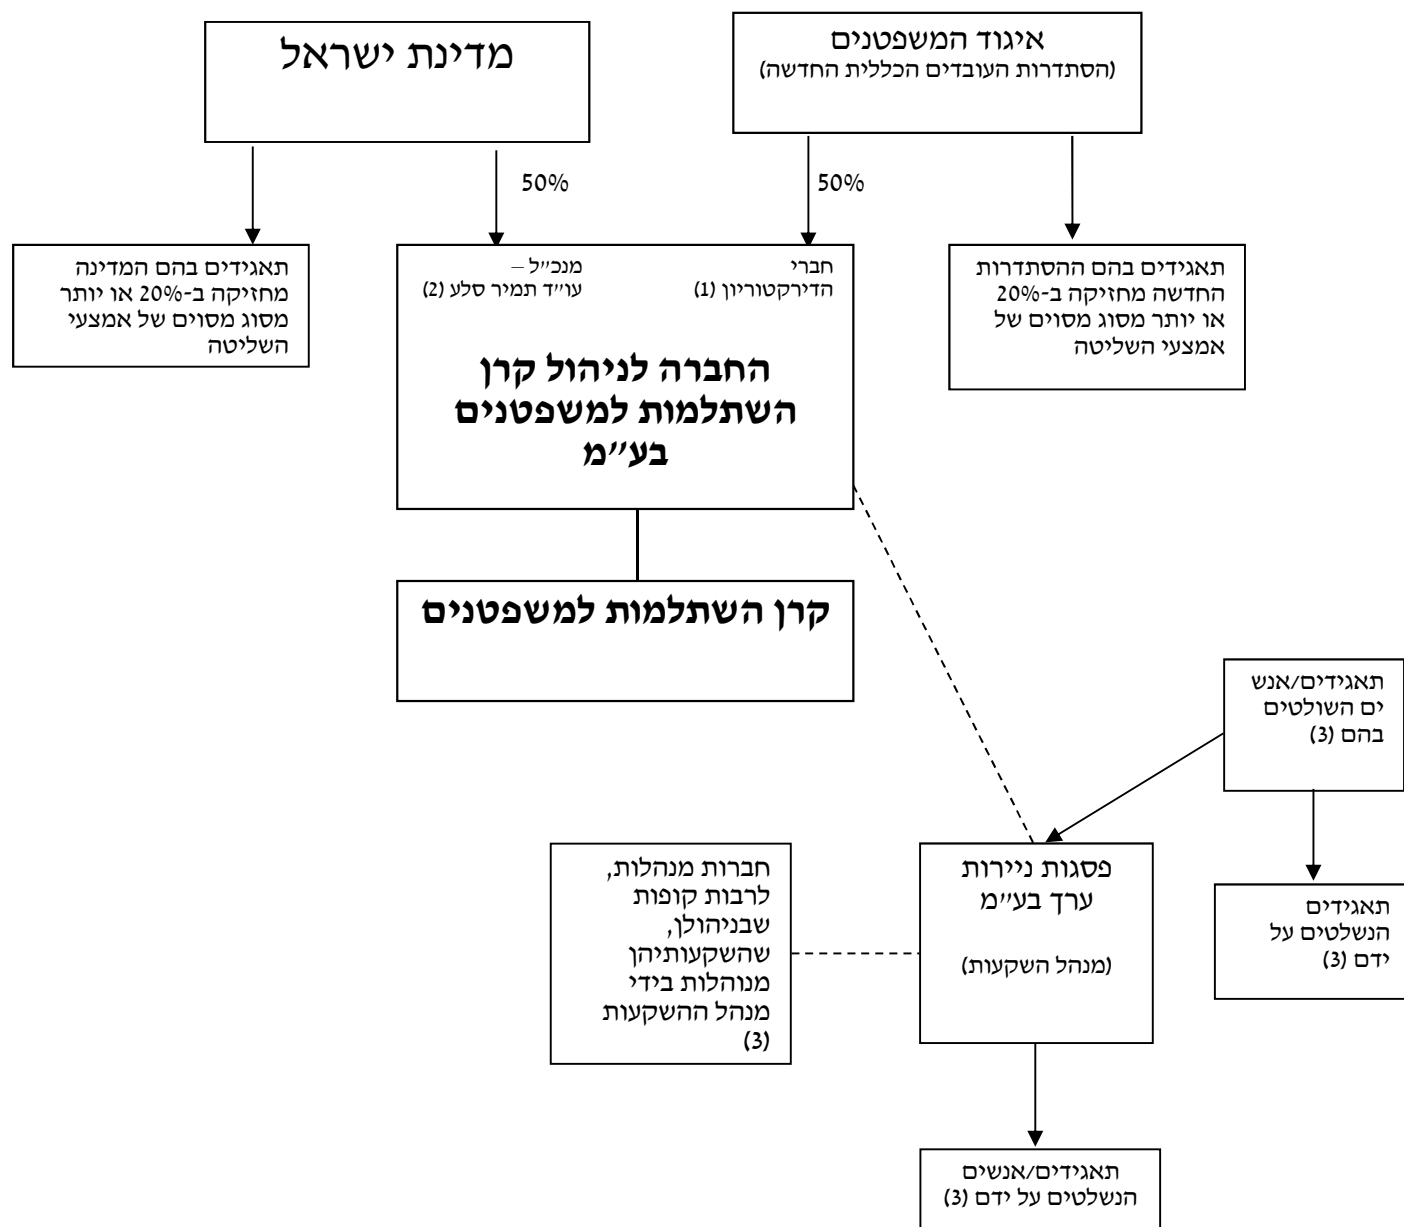 איגוד המשפטנים
(הסתדרות העובדים הכללית החדשה)
מדינת ישראל
50%
50%
תאגידים בהם ההסתדרות
החדשה מחזיקה ב-20%
או יותר מסוג מסוים של
אמצעי השליטה
חברי
הדירקטוריון (1)
מנכ״ל –
עו״ד תמיר סלע (2)
החברה לניהול קרן
השתלמות למשפטנים
בע״מ
תאגידים בהם המדינה
מחזיקה ב-20% או יותר
מסוג מסוים של אמצעי
השליטה
קרן השתלמות למשפטנים
תאגידים/אנש
ים השולטים
בהם (3)
פסגות ניירות
ערך בע״מ
(מנהל השקעות)
חברות מנהלות,
לרבות קופות
שבניהולן,
שהשקעותיהן
מנוהלות בידי
מנהל ההשקעות
(3)
תאגידים
הנשלטים על
ידם (3)
תאגידים/אנשים
הנשלטים על ידם (3)